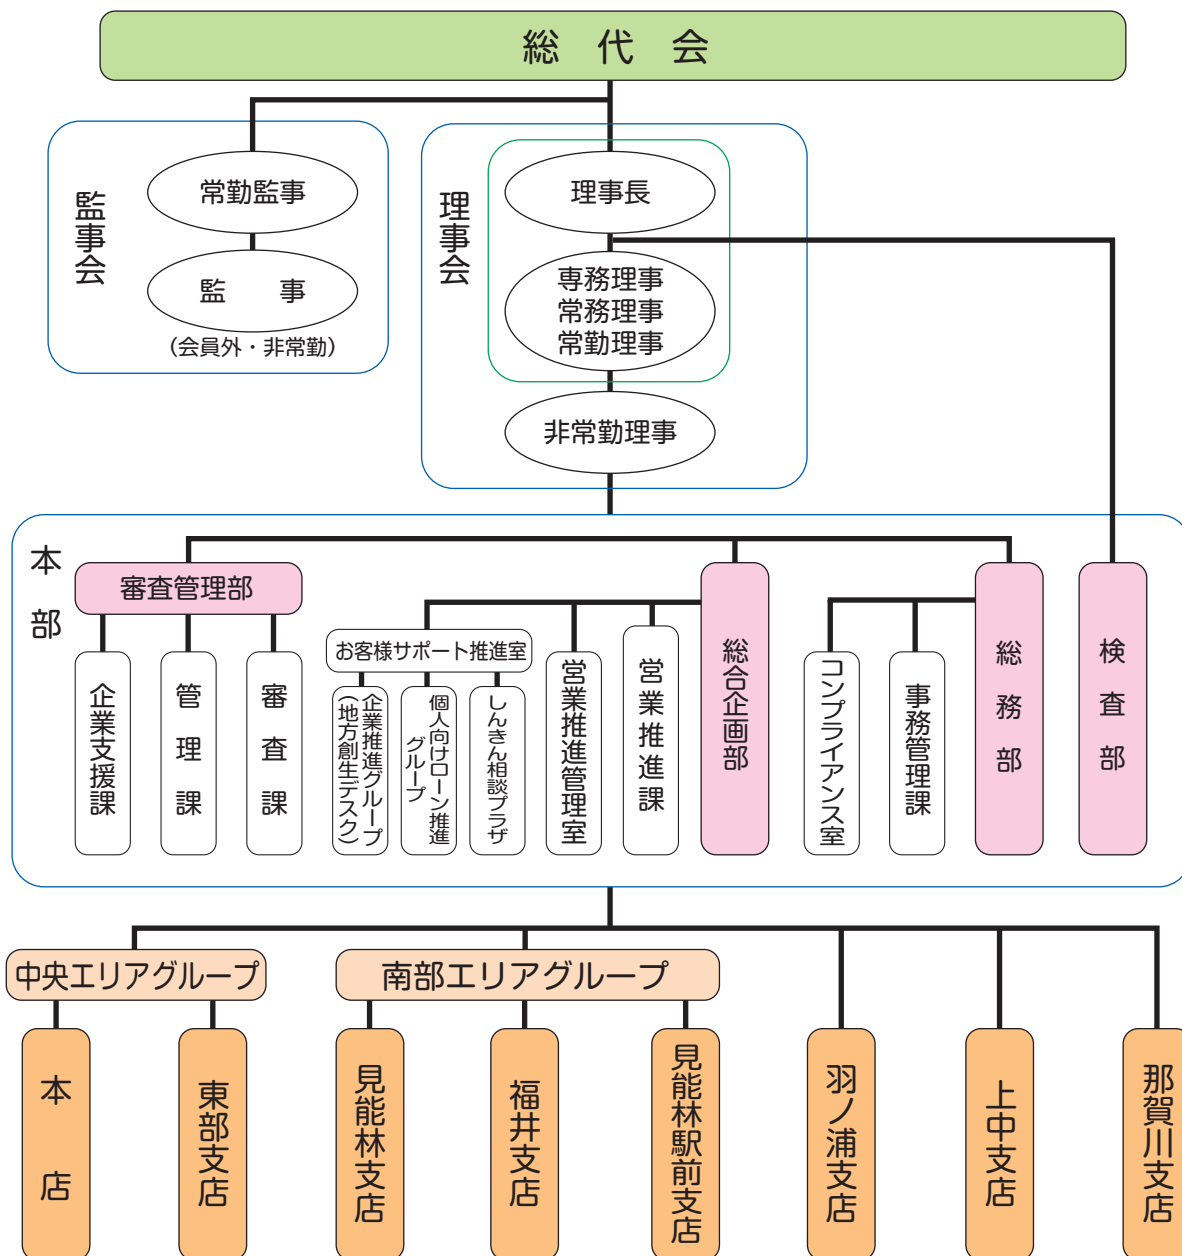 総代会
監事会
常勤監事
監事
(会員外・非常勤)
理事会
理事長
専務理事
常務理事
常勤理事
非常勤理事
本部
審査管理部
企業支援課
管理課
審査課
お客様サポート推進室
企業推進グループ
(地方創生デスク)
個人向けローン推進
グループ
しんきん相談プラザ
営業推進管理室
営業推進課
総合企画部
コンプライアンス室
事務管理課
総務部
検査部
中央エリアグループ
本店
東部支店
南部エリアグループ
見能林支店
福井支店
見能林駅前支店
羽ノ浦支店
上中支店
那賀川支店